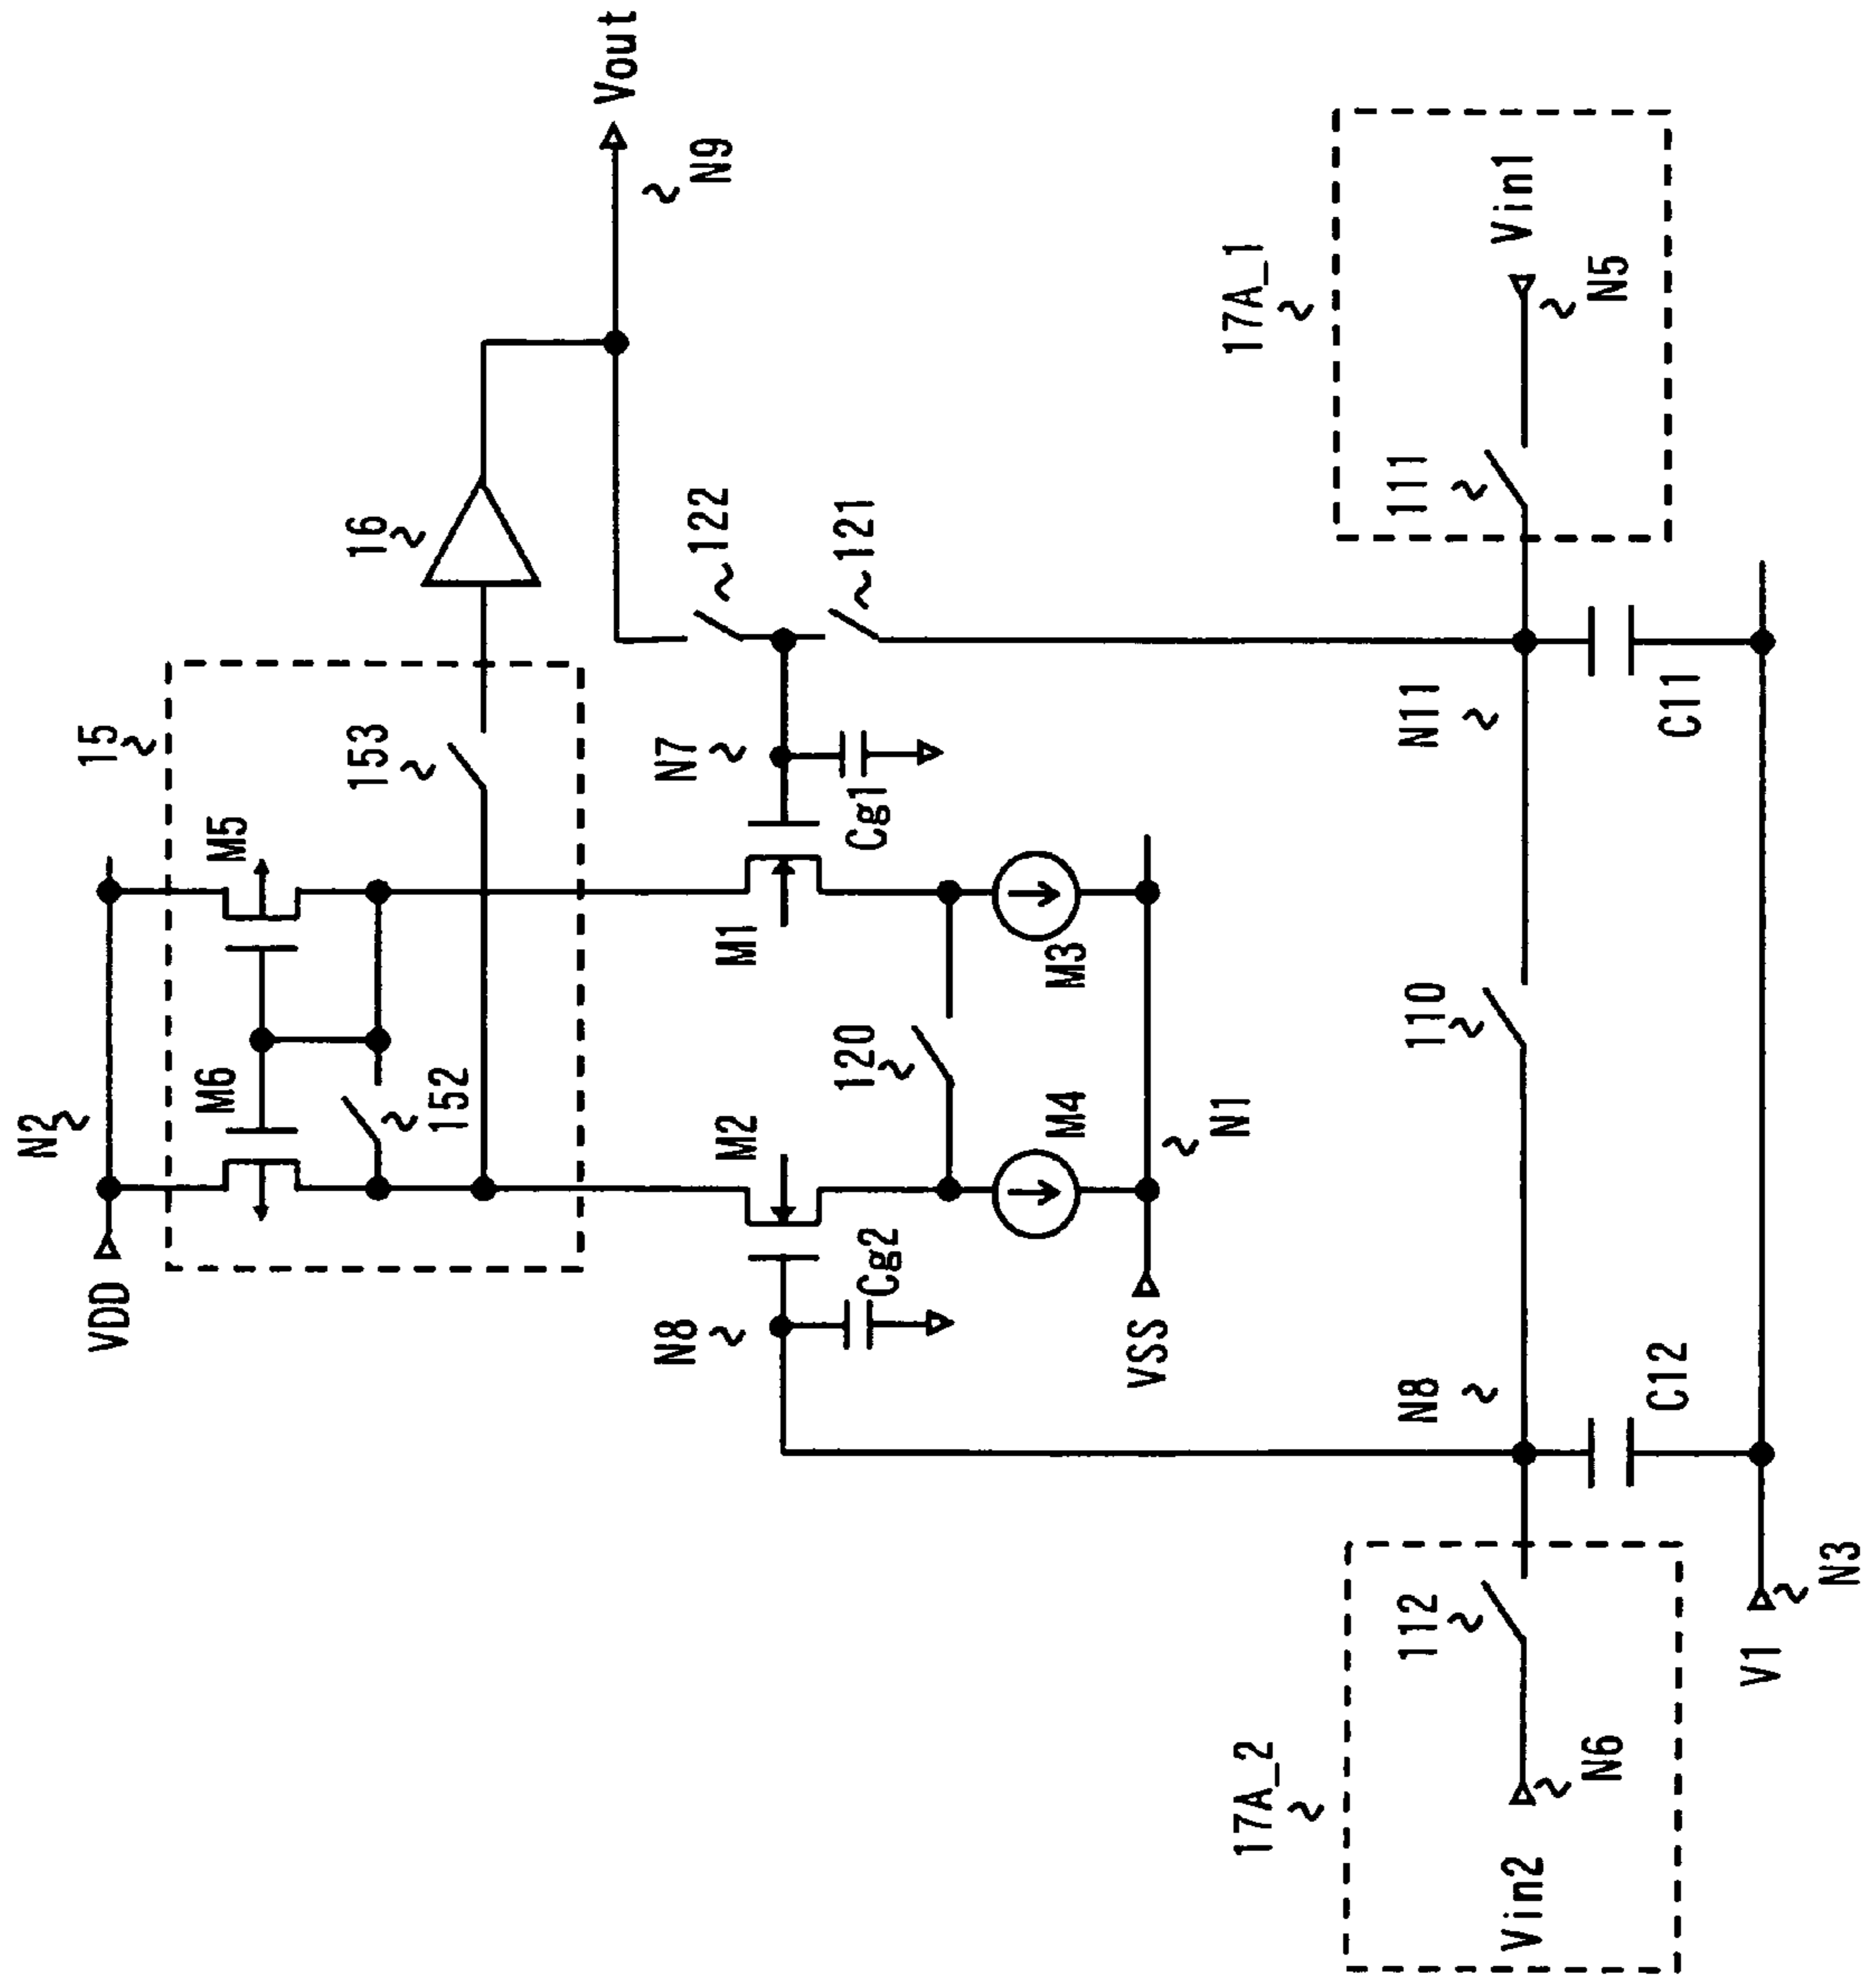 N2
VDD
15
M6
M5
152
153
16
Vout
N9
N8
Cg2
M2
M1
N7
Cg1
122
121
120
M4
M3
VSS
N1
17A_2
112
Vin2
N6
N8
110
N11
17A_1
111
Vin1
N5
C12
C11
V1
N3